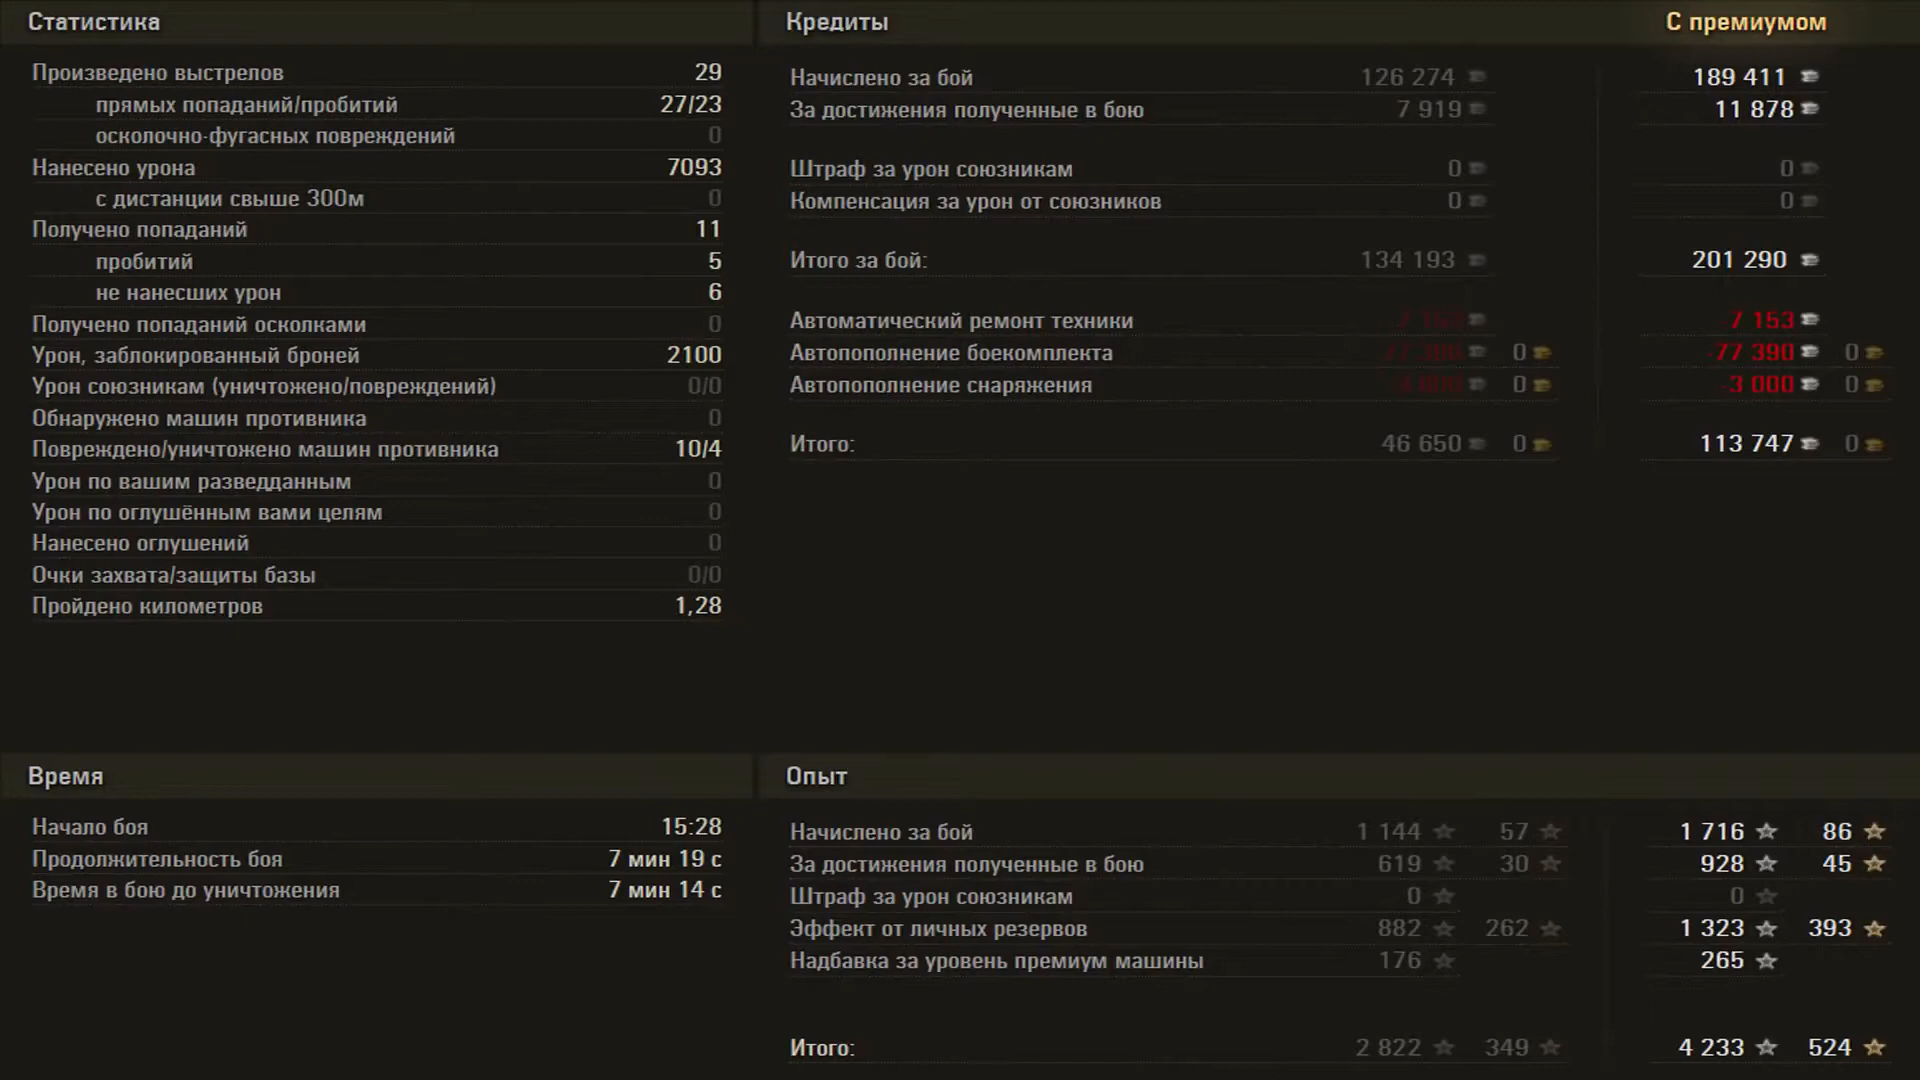 Статистика
Произведено выстрелов 29
прямых попаданий/пробитий 27/23
осколочно-фугасных повреждений 0
Нанесено урона 7093
с дистанции свыше 300м 0
Получено попаданий 11
пробитий 5
не нанесших урон 6
Получено попаданий осколками 0
Урон, заблокированный броней 2100
Урон союзникам (уничтожено/повреждений) 0/0
Обнаружено машин противника 0
Повреждено/уничтожено машин противника 10/4
Урон по вашим разведданным 0
Урон по оглушённым вами целям 0
Нанесено оглушений 0
Очки захвата/защиты базы 0/0
Пройдено километров 1,28
Кредиты С премиумом
Начислено за бой 126 274 189 411
За достижения полученные в бою 7 919 11 878
Штраф за урон союзникам 0 0
Компенсация за урон от союзников 0 0
Итого за бой: 134 193 201 290
Автоматический ремонт техники -7 153 -7 153
Автопополнение боекомплекта -77 390 0 -77 390 0
Автопополнение снаряжения -3 000 0 -3 000 0
Итого: 46 650 0 113 747 0
Время
Начало боя 15:28
Продолжительность боя 7 мин 19 с
Время в бою до уничтожения 7 мин 14 с
Опыт
Начислено за бой 1 144 57 1 716 86
За достижения полученные в бою 619 30 928 45
Штраф за урон союзникам 0 0
Эффект от личных резервов 882 262 1 323 393
Надбавка за уровень премиум машины 176 265
Итого: 2 822 349 4 233 524